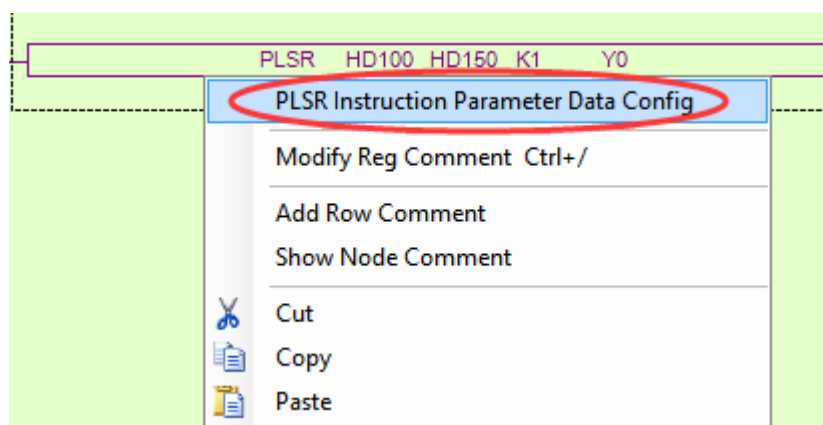 PLSR HD100 HD150 K1 Y0
PLSR Instruction Parameter Data Config
Modify Reg Comment Ctrl+/
Add Row Comment
Show Node Comment
Cut
Copy
Paste